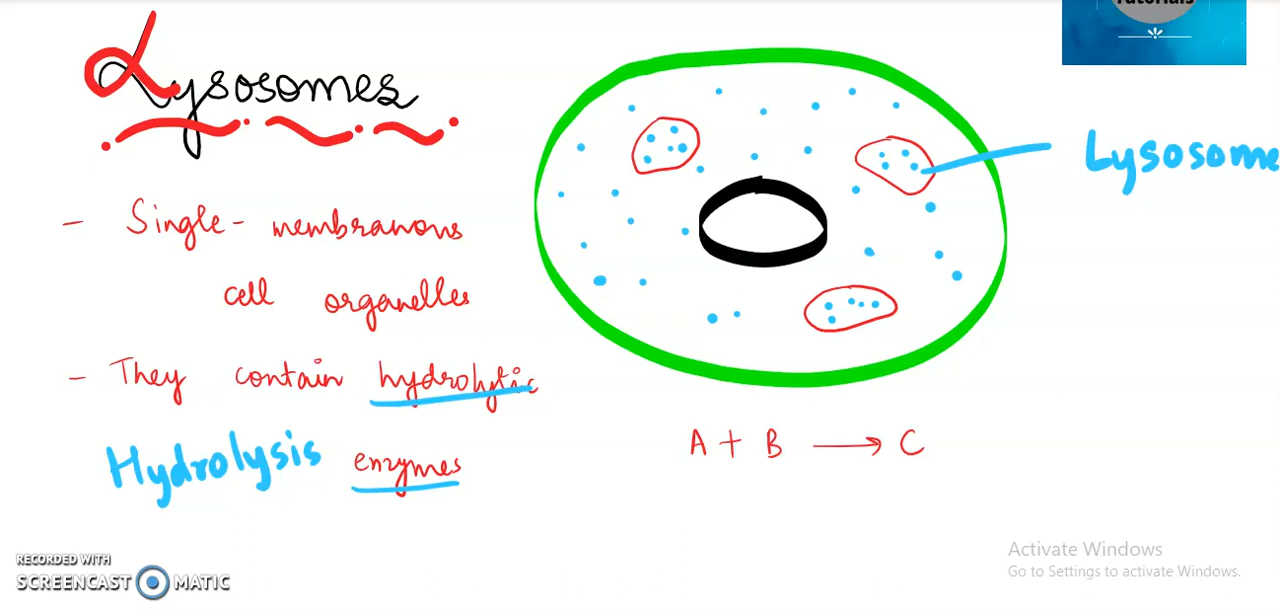 Tutorials
Lysosomes
Lysosome
- Single-membranous
cell organelles
- They contain hydrolytic
Hydrolysis enzymes
A + B → C
RECORDED WITH
SCREENCAST MATIC
Activate Windows
Go to Settings to activate Windows.